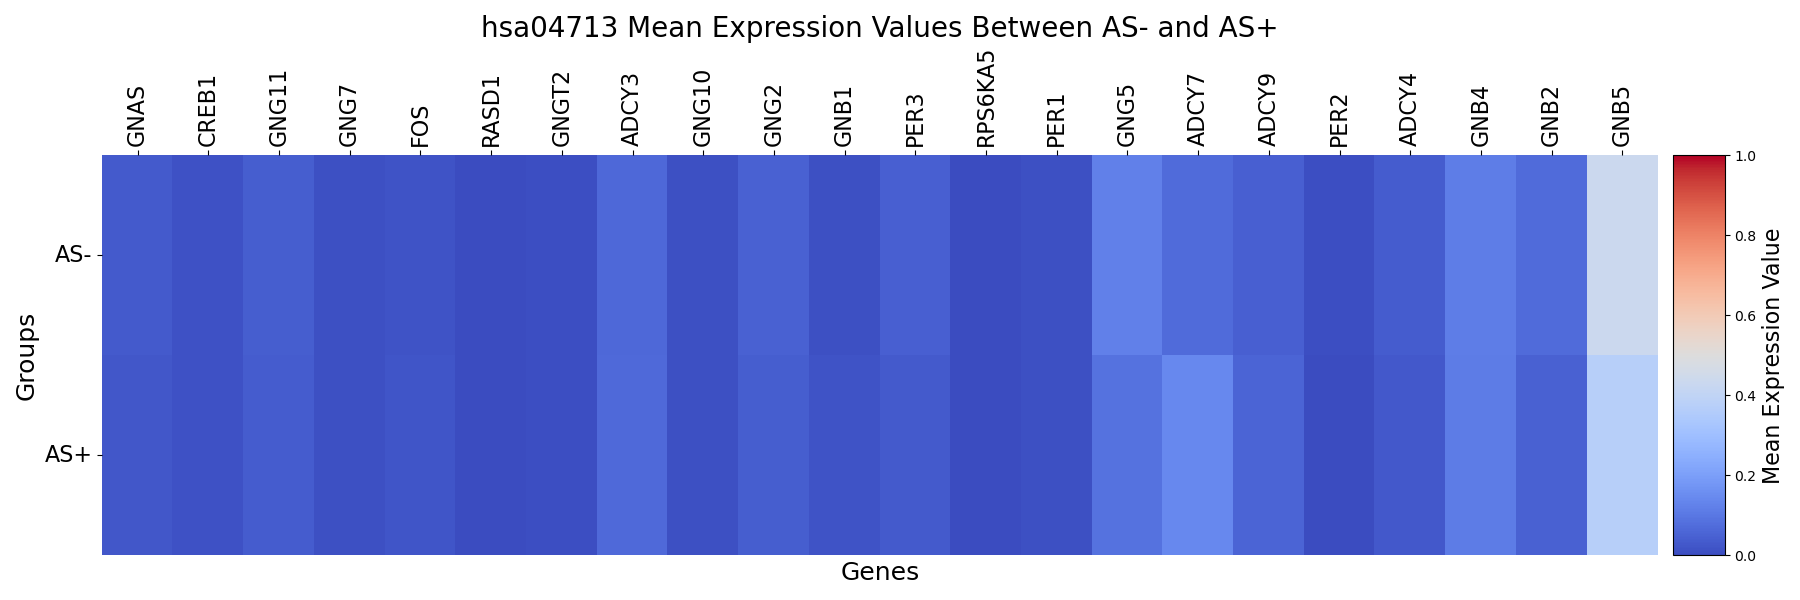 hsa04713 Mean Expression Values Between AS- and AS+
GNAS
CREB1
GNG11
GNG7
FOS
RASD1
GNGT2
ADCY3
GNG10
GNG2
GNB1
PER3
RPS6KA5
PER1
GNG5
ADCY7
ADCY9
PER2
ADCY4
GNB4
GNB2
GNB5
Groups
AS-
AS+
Genes
1.0
0.8
0.6
0.4
0.2
0.0
Mean Expression Value